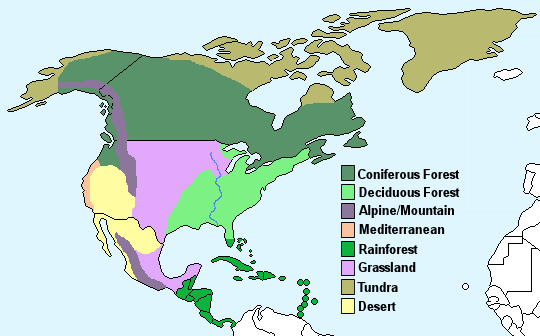 Coniferous Forest
Deciduous Forest
Alpine/Mountain
Mediterranean
Rainforest
Grassland
Tundra
Desert